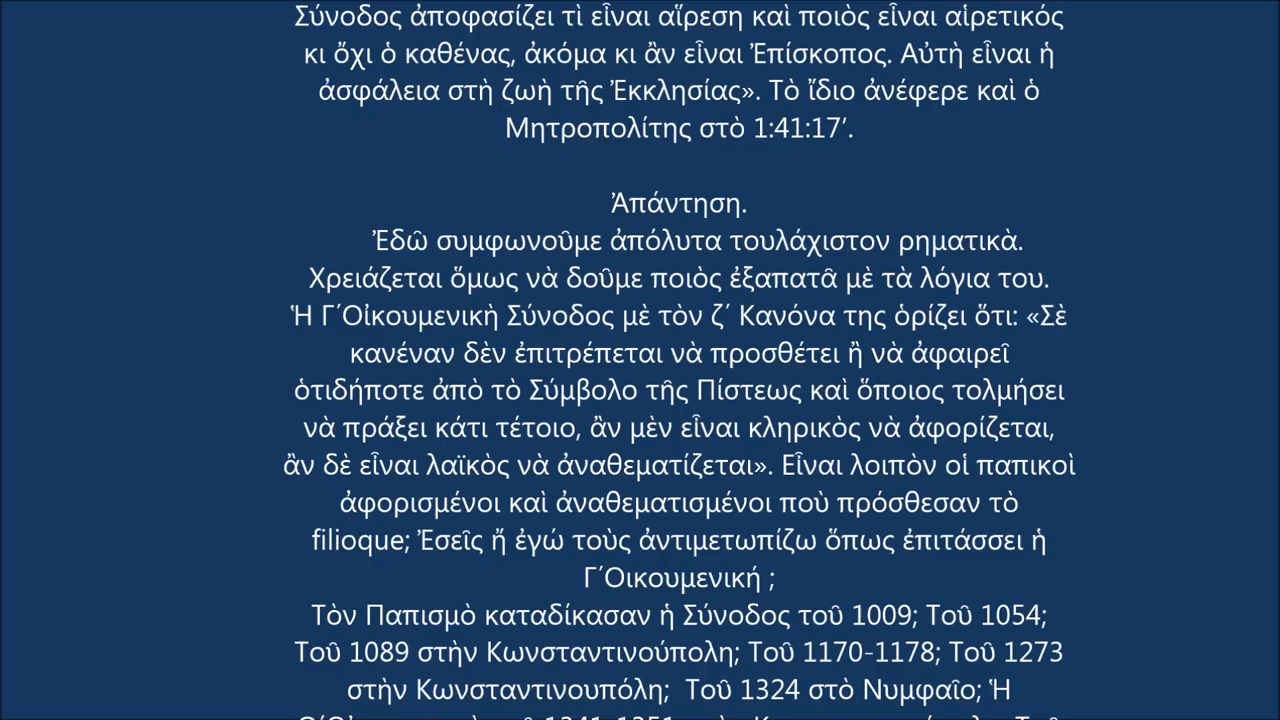 Σύνοδος ἀποφασίζει τὶ εἶναι αἵρεση καὶ ποιὸς εἶναι αἱρετικός
κι ὄχι ὁ καθένας, ἀκόμα κι ἂν εἶναι Ἐπίσκοπος. Αὐτὴ εἶναι ἡ
ἀσφάλεια στὴ ζωὴ τῆς Ἐκκλησίας». Τὸ ἴδιο ἀνέφερε καὶ ὁ
Μητροπολίτης στὸ 1:41:17′.
Ἀπάντηση.
Ἐδῶ συμφωνοῦμε ἀπόλυτα τουλάχιστον ρηματικὰ.
Χρειάζεται ὅμως νὰ δοῦμε ποιὸς ἐξαπατᾶ μὲ τὰ λόγια του.
Ἡ Γ΄Οἰκουμενικὴ Σύνοδος μὲ τὸν ζ΄ Κανόνα της ὁρίζει ὅτι: «Σὲ
κανέναν δὲν ἐπιτρέπεται νὰ προσθέτει ἢ νὰ ἀφαιρεῖ
ὁτιδήποτε ἀπὸ τὸ Σύμβολο τῆς Πίστεως καὶ ὅποιος τολμήσει
νὰ πράξει κάτι τέτοιο, ἂν μὲν εἶναι κληρικὸς νὰ ἀφορίζεται,
ἂν δὲ εἶναι λαϊκὸς νὰ ἀναθεματίζεται». Εἶναι λοιπὸν οἱ παπικοὶ
ἀφορισμένοι καὶ ἀναθεματισμένοι ποὺ πρόσθεσαν τὸ
filioque; Ἐσεῖς ἤ ἐγώ τοὺς ἀντιμετωπίζω ὅπως ἐπιτάσσει ἡ
Γ΄Οικουμενική ;
Τὸν Παπισμὸ καταδίκασαν ἡ Σύνοδος τοῦ 1009; Τοῦ 1054;
Τοῦ 1089 στὴν Κωνσταντινούπολη; Τοῦ 1170-1178; Τοῦ 1273
στὴν Κωνσταντινουπόλη; Τοῦ 1324 στὸ Νυμφαῖο; Ἡ